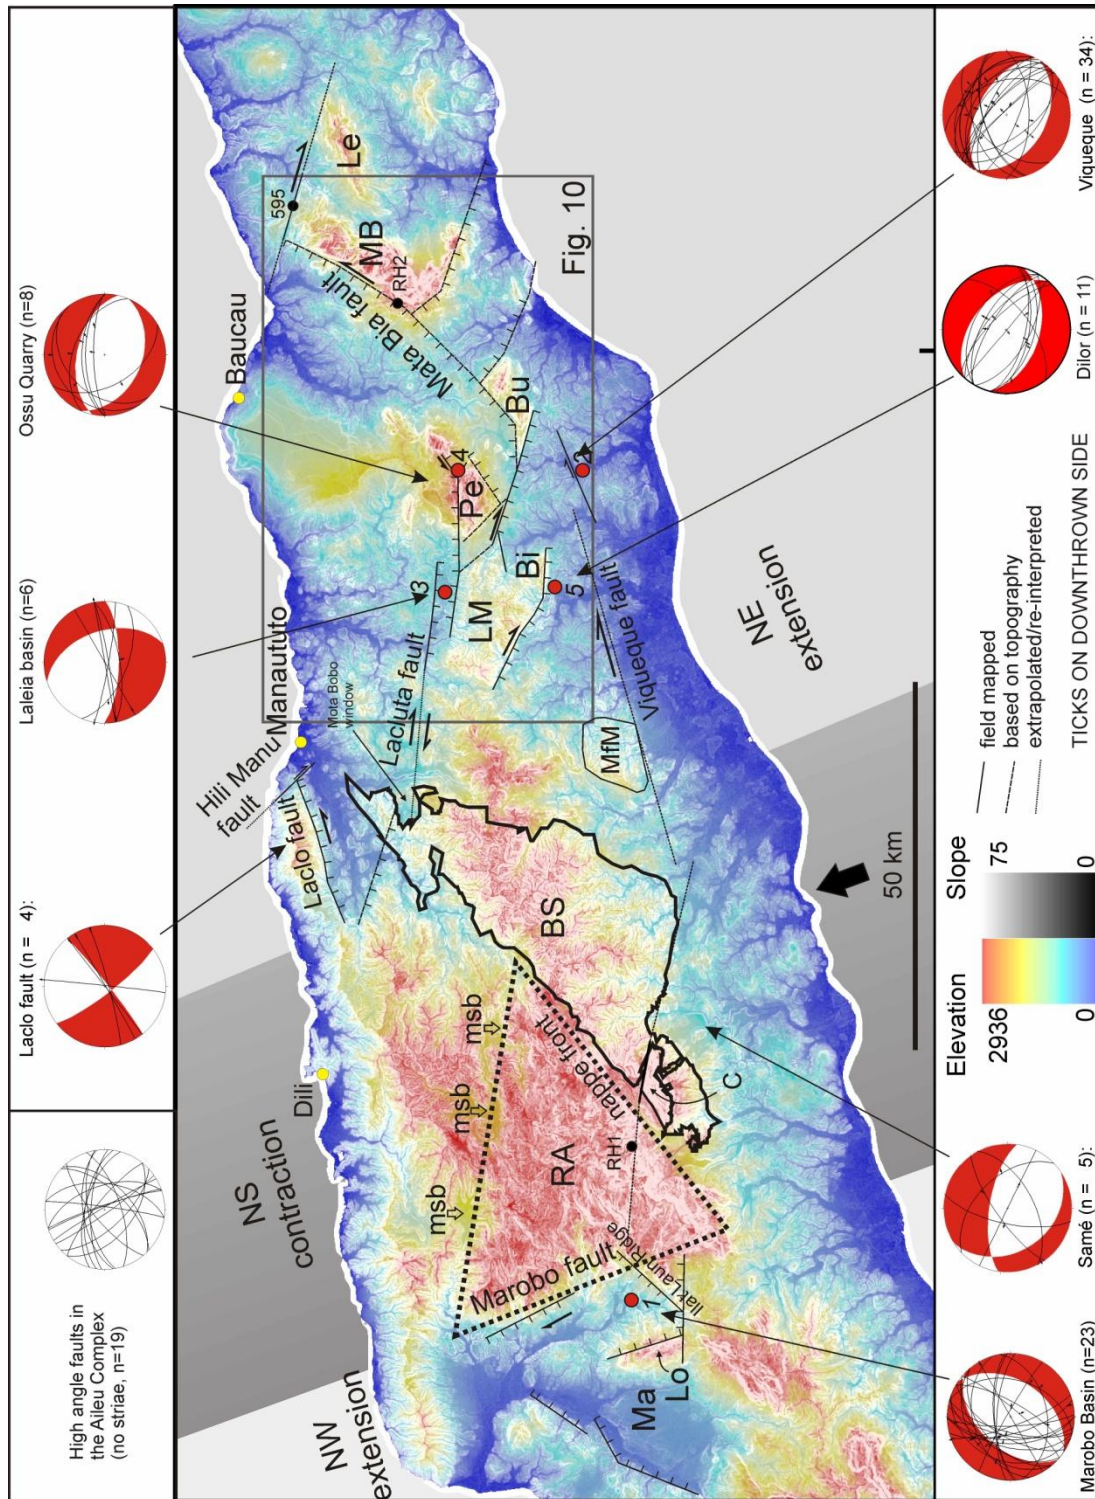 High angle faults in
the Aileu Complex
(no striae, n=19)
Laclo fault (n = 4):
Laleia basin (n=6)
Ossu Quarry (n=8)
NW
extension
NS
contraction
Dili
Hili Manu
fault
Manatuto
Baucau
Laclo fault
Mota Bobo
window
Lacluta fault
msb
msb
msb
Marobo fault
RA
nappe front
RH1
BS
C
Ilat Laun Ridge
1
Ma
Lo
MfM
Viqueque fault
LM
3
Bi
5
Pe
4
2
Bu
Mata Bia fault
MB
RH2
595
Le
Fig. 10
NE
extension
50 km
Elevation
2936
0
Slope
75
0
field mapped
based on topography
extrapolated/re-interpreted
TICKS ON DOWNTHROWN SIDE
Marobo Basin (n=23)
Samé (n = 5):
Dilor (n = 11)
Viqueque (n = 34):